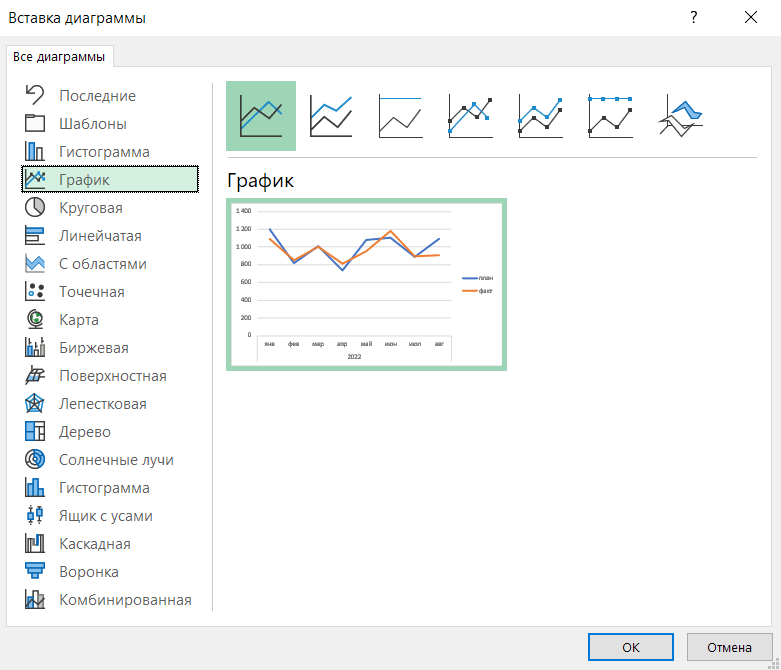 Вставка диаграммы
?
Все диаграммы
Последние
Шаблоны
Гистограмма
График
Круговая
Линейчатая
С областями
Точечная
Карта
Биржевая
Поверхностная
Лепестковая
Дерево
Солнечные лучи
Гистограмма
Ящик с усами
Каскадная
Воронка
Комбинированная
График
1 400
1 200
1 000
800
600
400
200
0
янв фев мар апр май июн июл авг
2022
план
факт
ОК Отмена